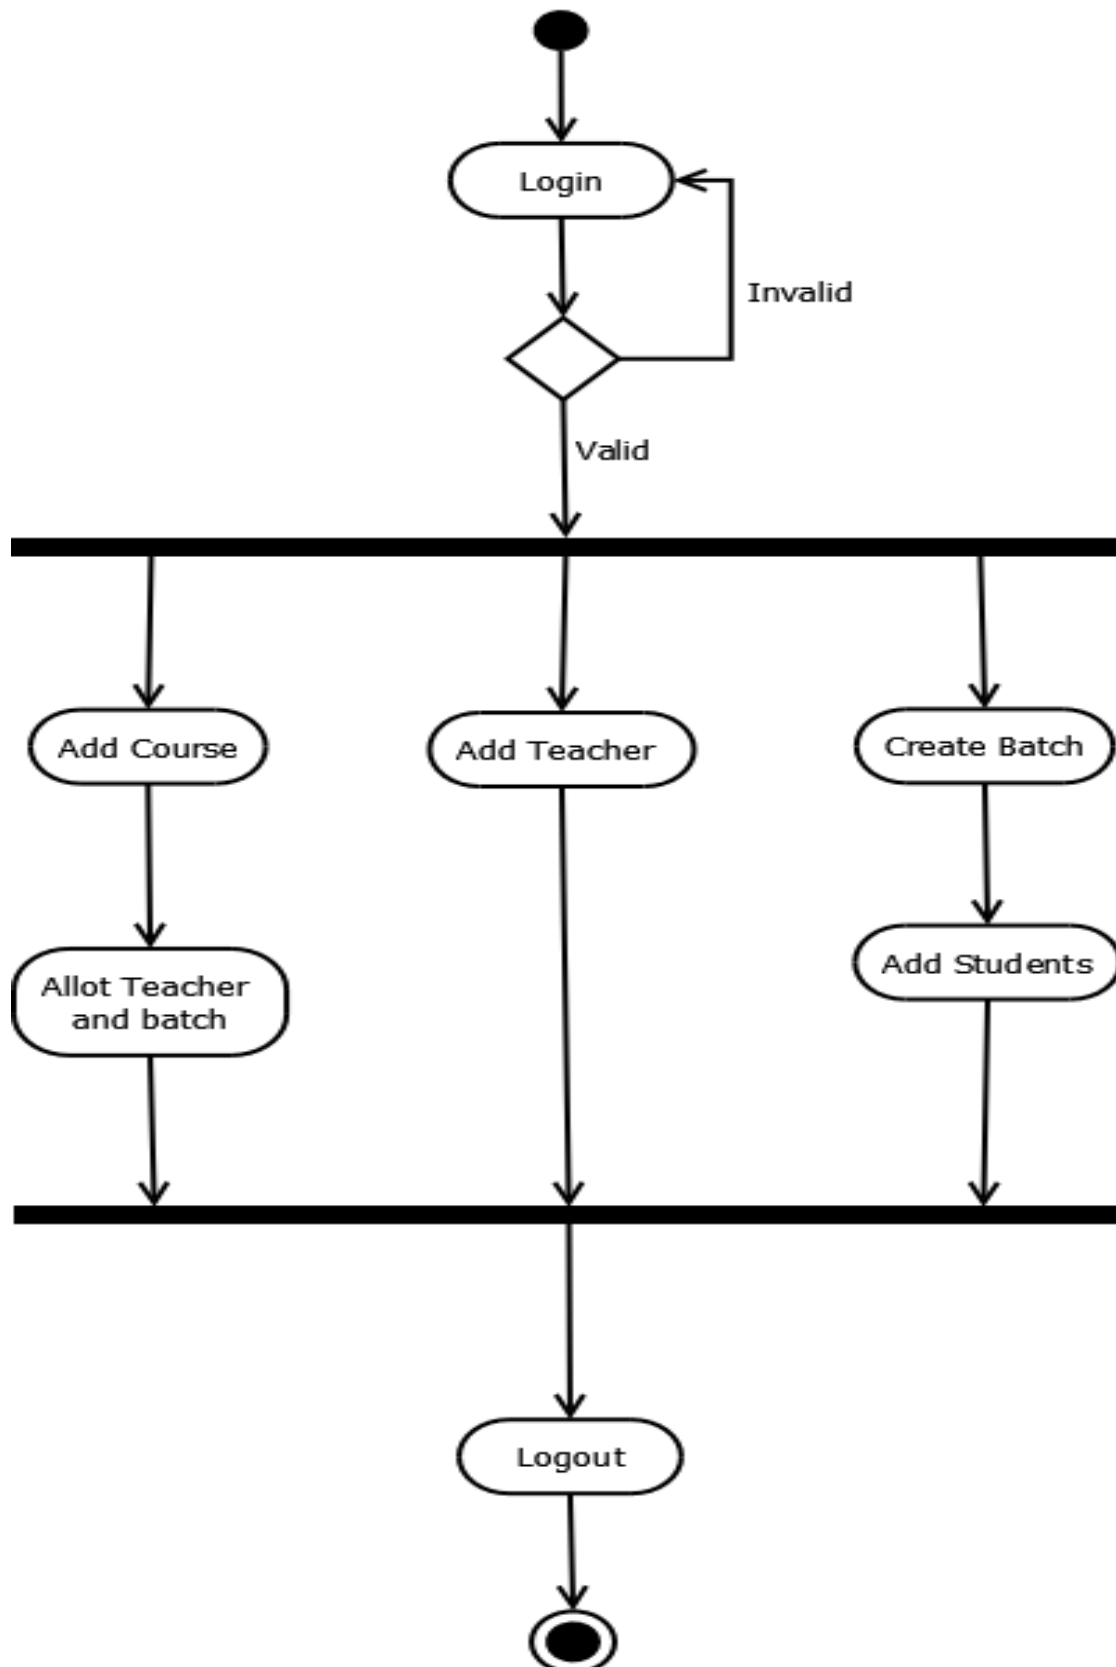 Login
Invalid
Valid
Add Course
Add Teacher
Create Batch
Add Students
Allot Teacher
and batch
Logout